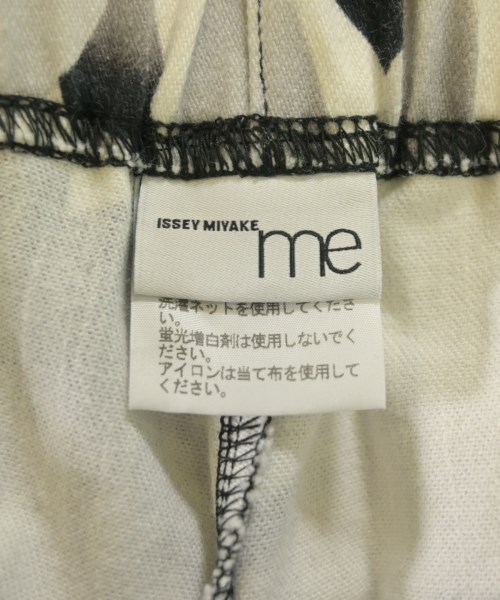 ISSEY MIYAKE me
洗濯ネットを使用してくださ
い。
蛍光増白剤は使用しないでく
ださい。
アイロンは当て布を使用して
ください。